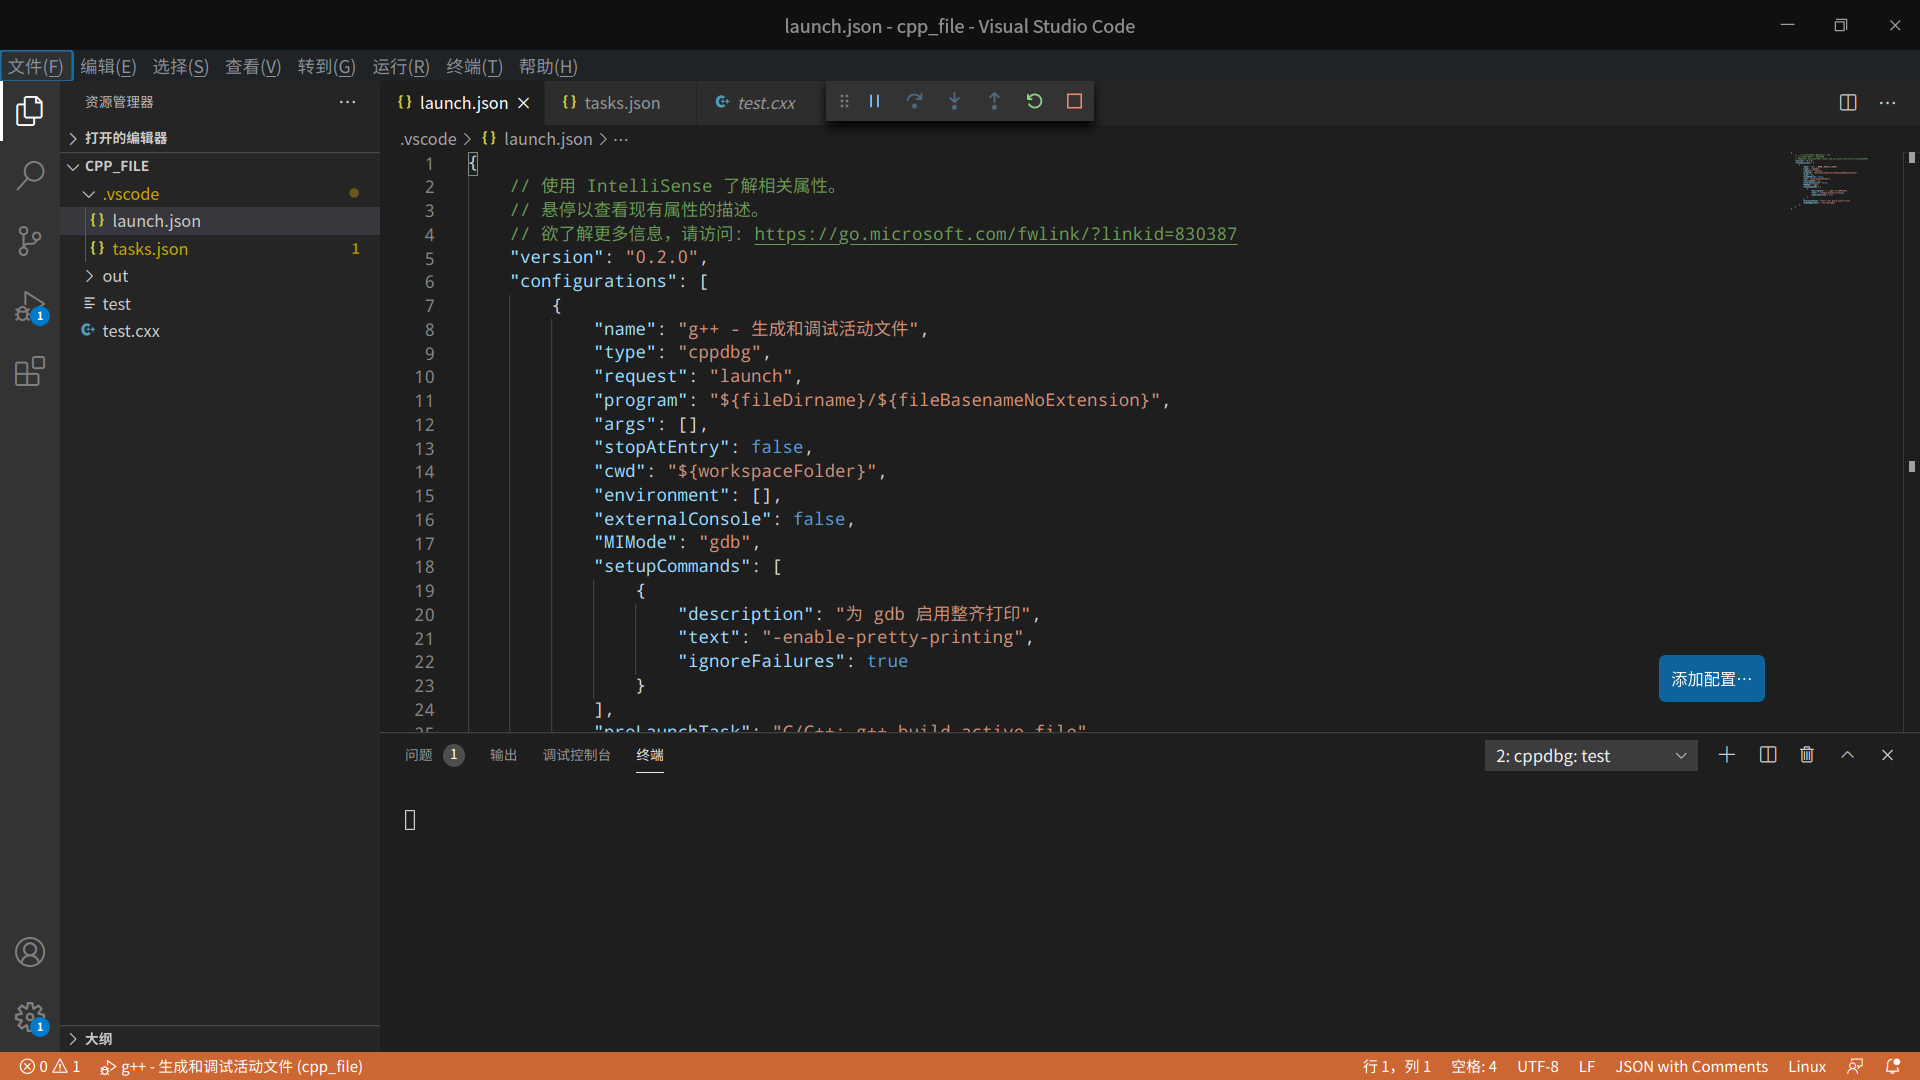 launch.json - cpp_file - Visual Studio Code
文件(F) 编辑(E) 选择(S) 查看(V) 转到(G) 运行(R) 终端(T) 帮助(H)
资源管理器
launch.json
tasks.json
test.cxx
打开的编辑器
.vscode > launch.json > ...
CPP_FILE
.vscode
launch.json
tasks.json 1
out
test
test.cxx
1
1 {
2 // 使用 IntelliSense 了解相关属性。
3 // 悬停以查看现有属性的描述。
4 // 欲了解更多信息，请访问: https://go.microsoft.com/fwlink/?linkid=830387
5 "version": "0.2.0",
6 "configurations": [
7 {
8 "name": "g++ - 生成和调试活动文件",
9 "type": "cppdbg",
10 "request": "launch",
11 "program": "${fileDirname}/${fileBasenameNoExtension}",
12 "args": [],
13 "stopAtEntry": false,
14 "cwd": "${workspaceFolder}",
15 "environment": [],
16 "externalConsole": false,
17 "MIMode": "gdb",
18 "setupCommands": [
19 {
20 "description": "为 gdb 启用整齐打印",
21 "text": "-enable-pretty-printing",
22 "ignoreFailures": true
23 }
24 ],
25 "preLaunchTask": "C/C++: g++ build active file"
添加配置...
问题 1 输出 调试控制台 终端
2: cppdbg: test
大纲
1
0 1 g++ - 生成和调试活动文件 (cpp_file)
行 1，列 1 空格: 4 UTF-8 LF JSON with Comments Linux